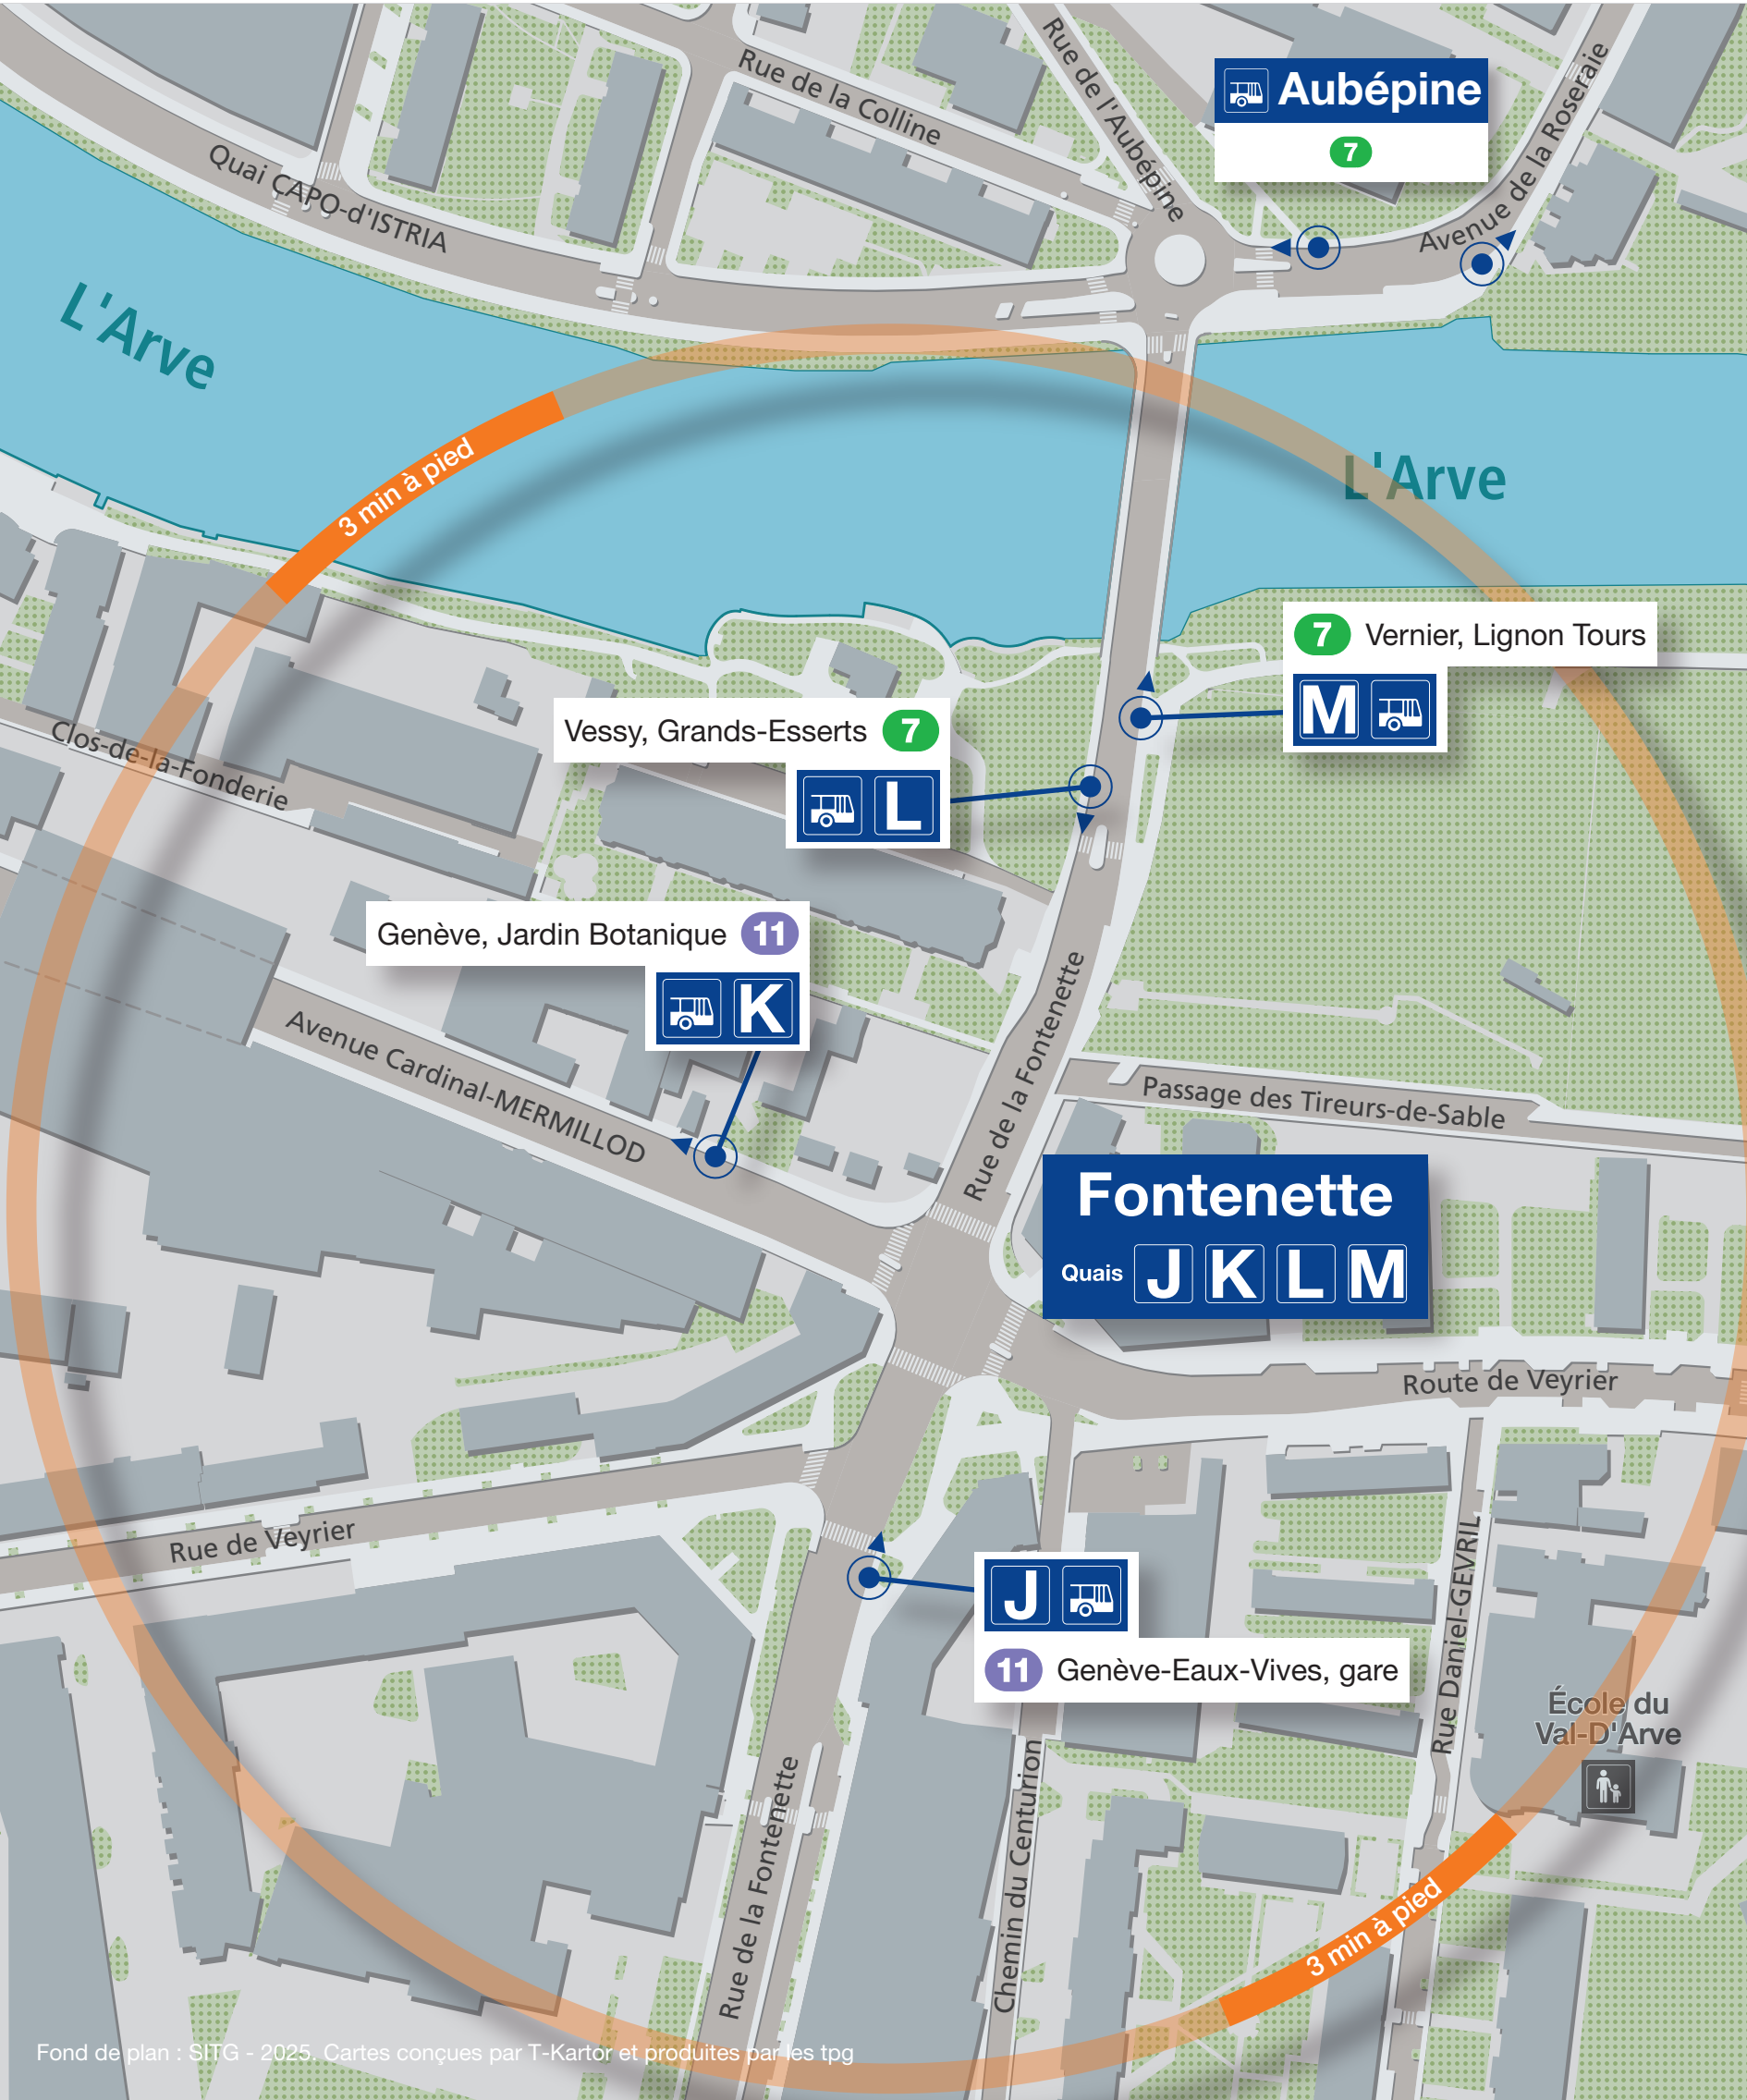 Rue de la Colline
Rue de l'Aubépine
Aubépine
7
Avenue de la Roseraie
Quai CAPO-d'ISTRIA
L'Arve
L'Arve
3 min à pied
7 Vernier, Lignon Tours
M
Vessy, Grands-Esserts 7
L
Clos-de-la-Fonderie
Genève, Jardin Botanique 11
K
Avenue Cardinal-MERMILLOD
Rue de la Fontenette
Passage des Tireurs-de-Sable
Fontenette
Quais J K L M
Route de Veyrier
Rue de Veyrier
J
11 Genève-Eaux-Vives, gare
Rue Daniel-GEVRIL
École du
Val-D'Arve
Rue de la Fontenette
Chemin du Centurion
3 min à pied
Fond de plan : SITG - 2025. Cartes conçues par T-Kartor et produites par les tpg